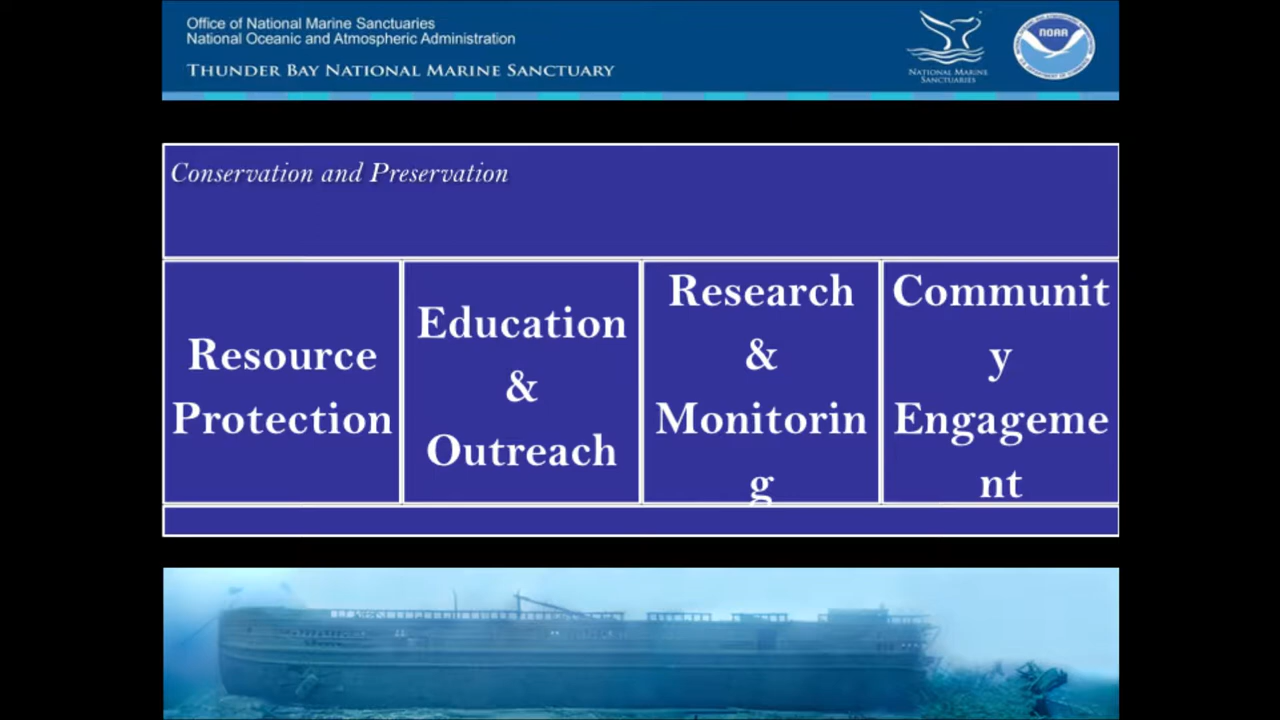 Office of National Marine Sanctuaries
National Oceanic and Atmospheric Administration
THUNDER BAY NATIONAL MARINE SANCTUARY
NATIONAL MARINE
SANCTUARIES
NOAA
Conservation and Preservation
Resource
Protection
Education
&
Outreach
Research
&
Monitorin
g
Communit
y
Engageme
nt